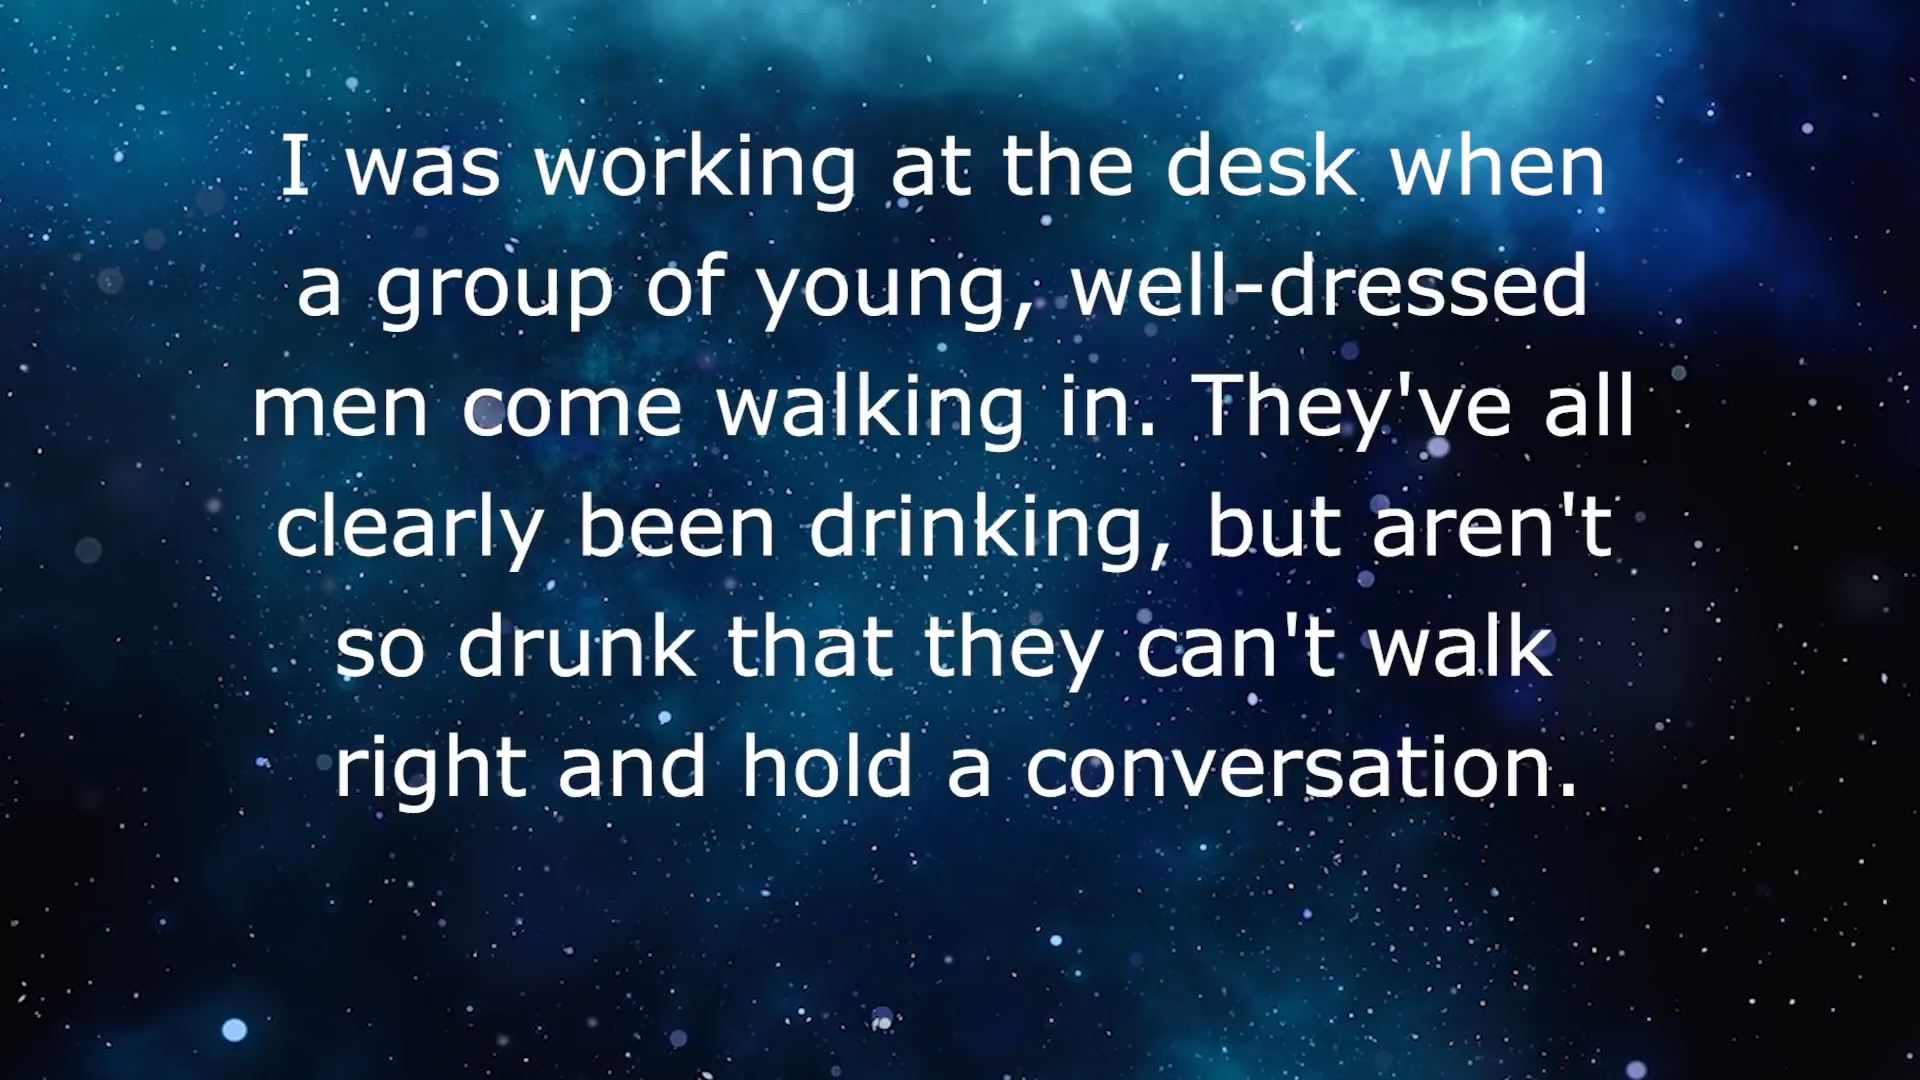 I was working at the desk when
a group of young, well-dressed
men come walking in. They've all
clearly been drinking, but aren't
so drunk that they can't walk
right and hold a conversation.